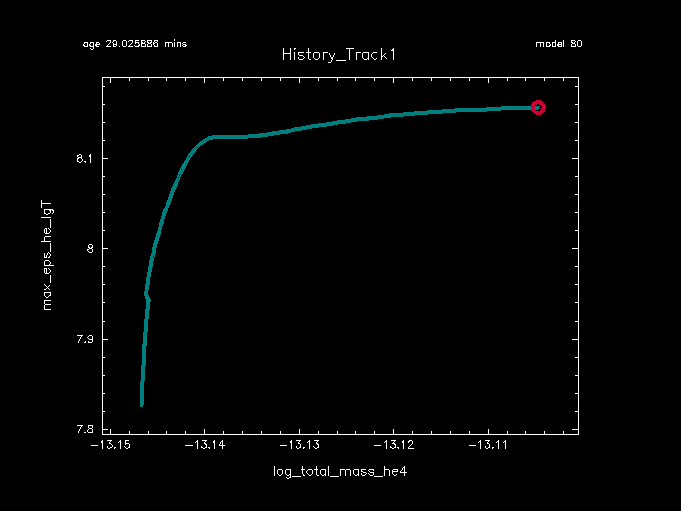 age 29.025886 mins
model 80
History_Track1
8.1
8
7.9
7.8
max_eps_he_lgT
-13.15
-13.14
-13.13
-13.12
-13.11
log_total_mass_he4